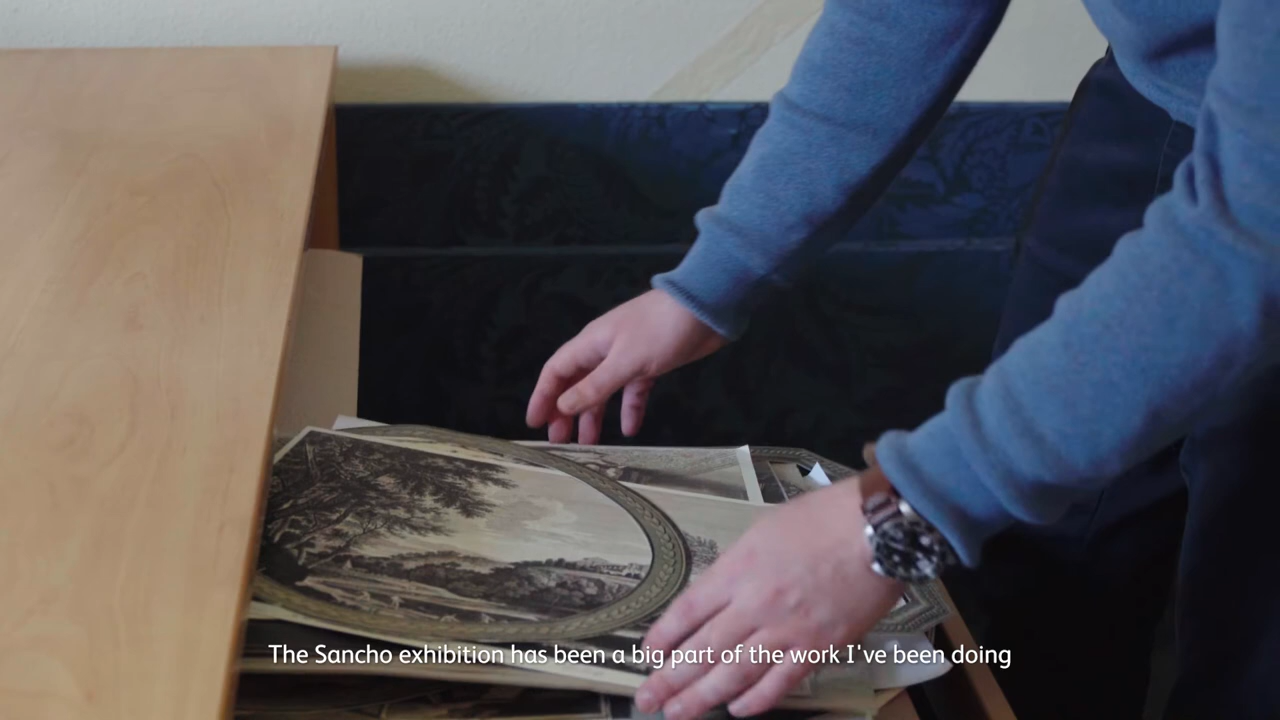 The Sancho exhibition has been a big part of the work I've been doing